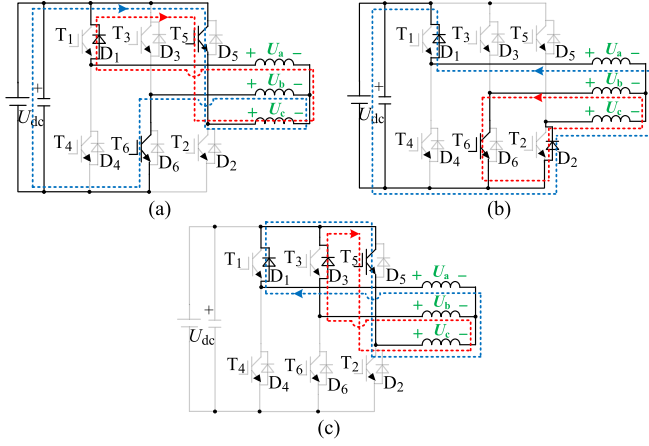 T1 D1 T3 D3 T5 D5
+ Ua −
+ Ub −
+ Uc −
+ Udc
T4 D4 T6 D6 T2 D2
(a)
T1 D1 T3 D3 T5 D5
+ Ua −
+ Ub −
+ Uc −
+ Udc
T4 D4 T6 D6 T2 D2
(b)
T1 D1 T3 D3 T5 D5
+ Ua −
+ Ub −
+ Uc −
+ Udc
T4 D4 T6 D6 T2 D2
(c)